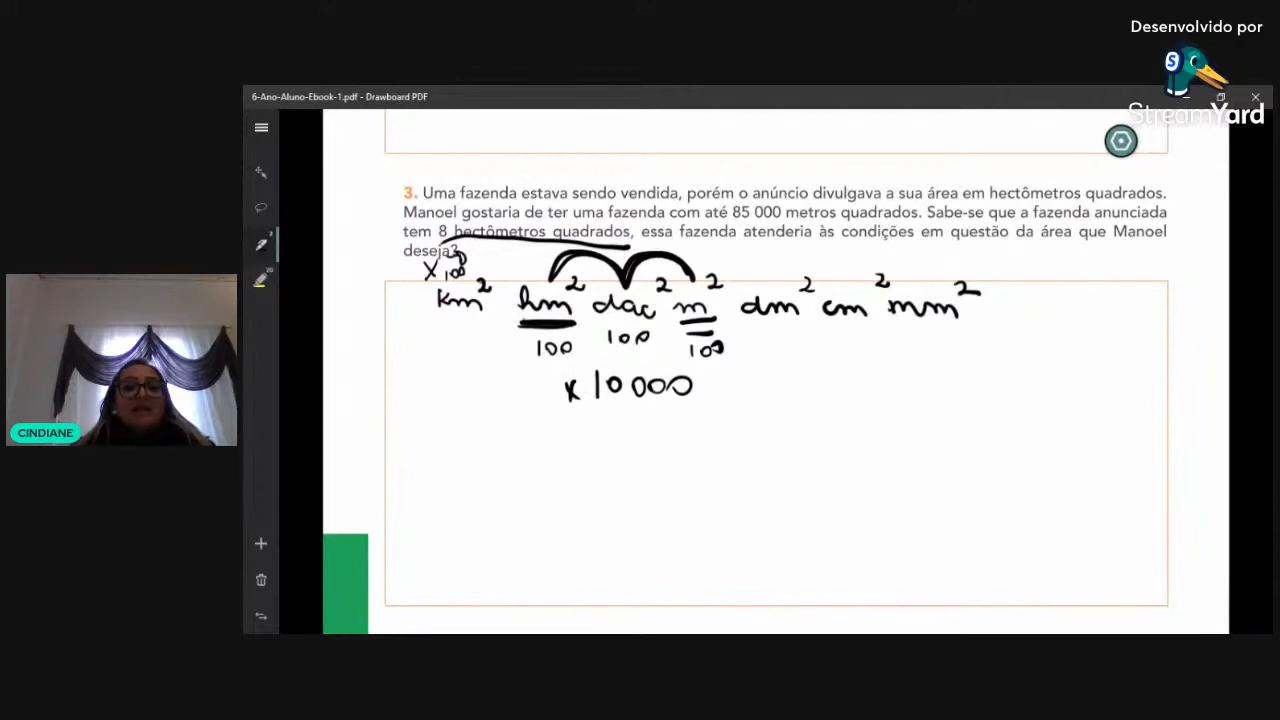 Desenvolvido por
StreamYard
6-Ano-Aluno-Ebook-1.pdf - Drawboard PDF
3. Uma fazenda estava sendo vendida, porém o anúncio divulgava a sua área em hectômetros quadrados.
Manoel gostaria de ter uma fazenda com até 85 000 metros quadrados. Sabe-se que a fazenda anunciada
tem 8 hectômetros quadrados, essa fazenda atenderia às condições em questão da área que Manoel
deseja?
x 100
km² hm² dac² m² dm² cm² mm²
100 100 100
x 10 000
CINDIANE